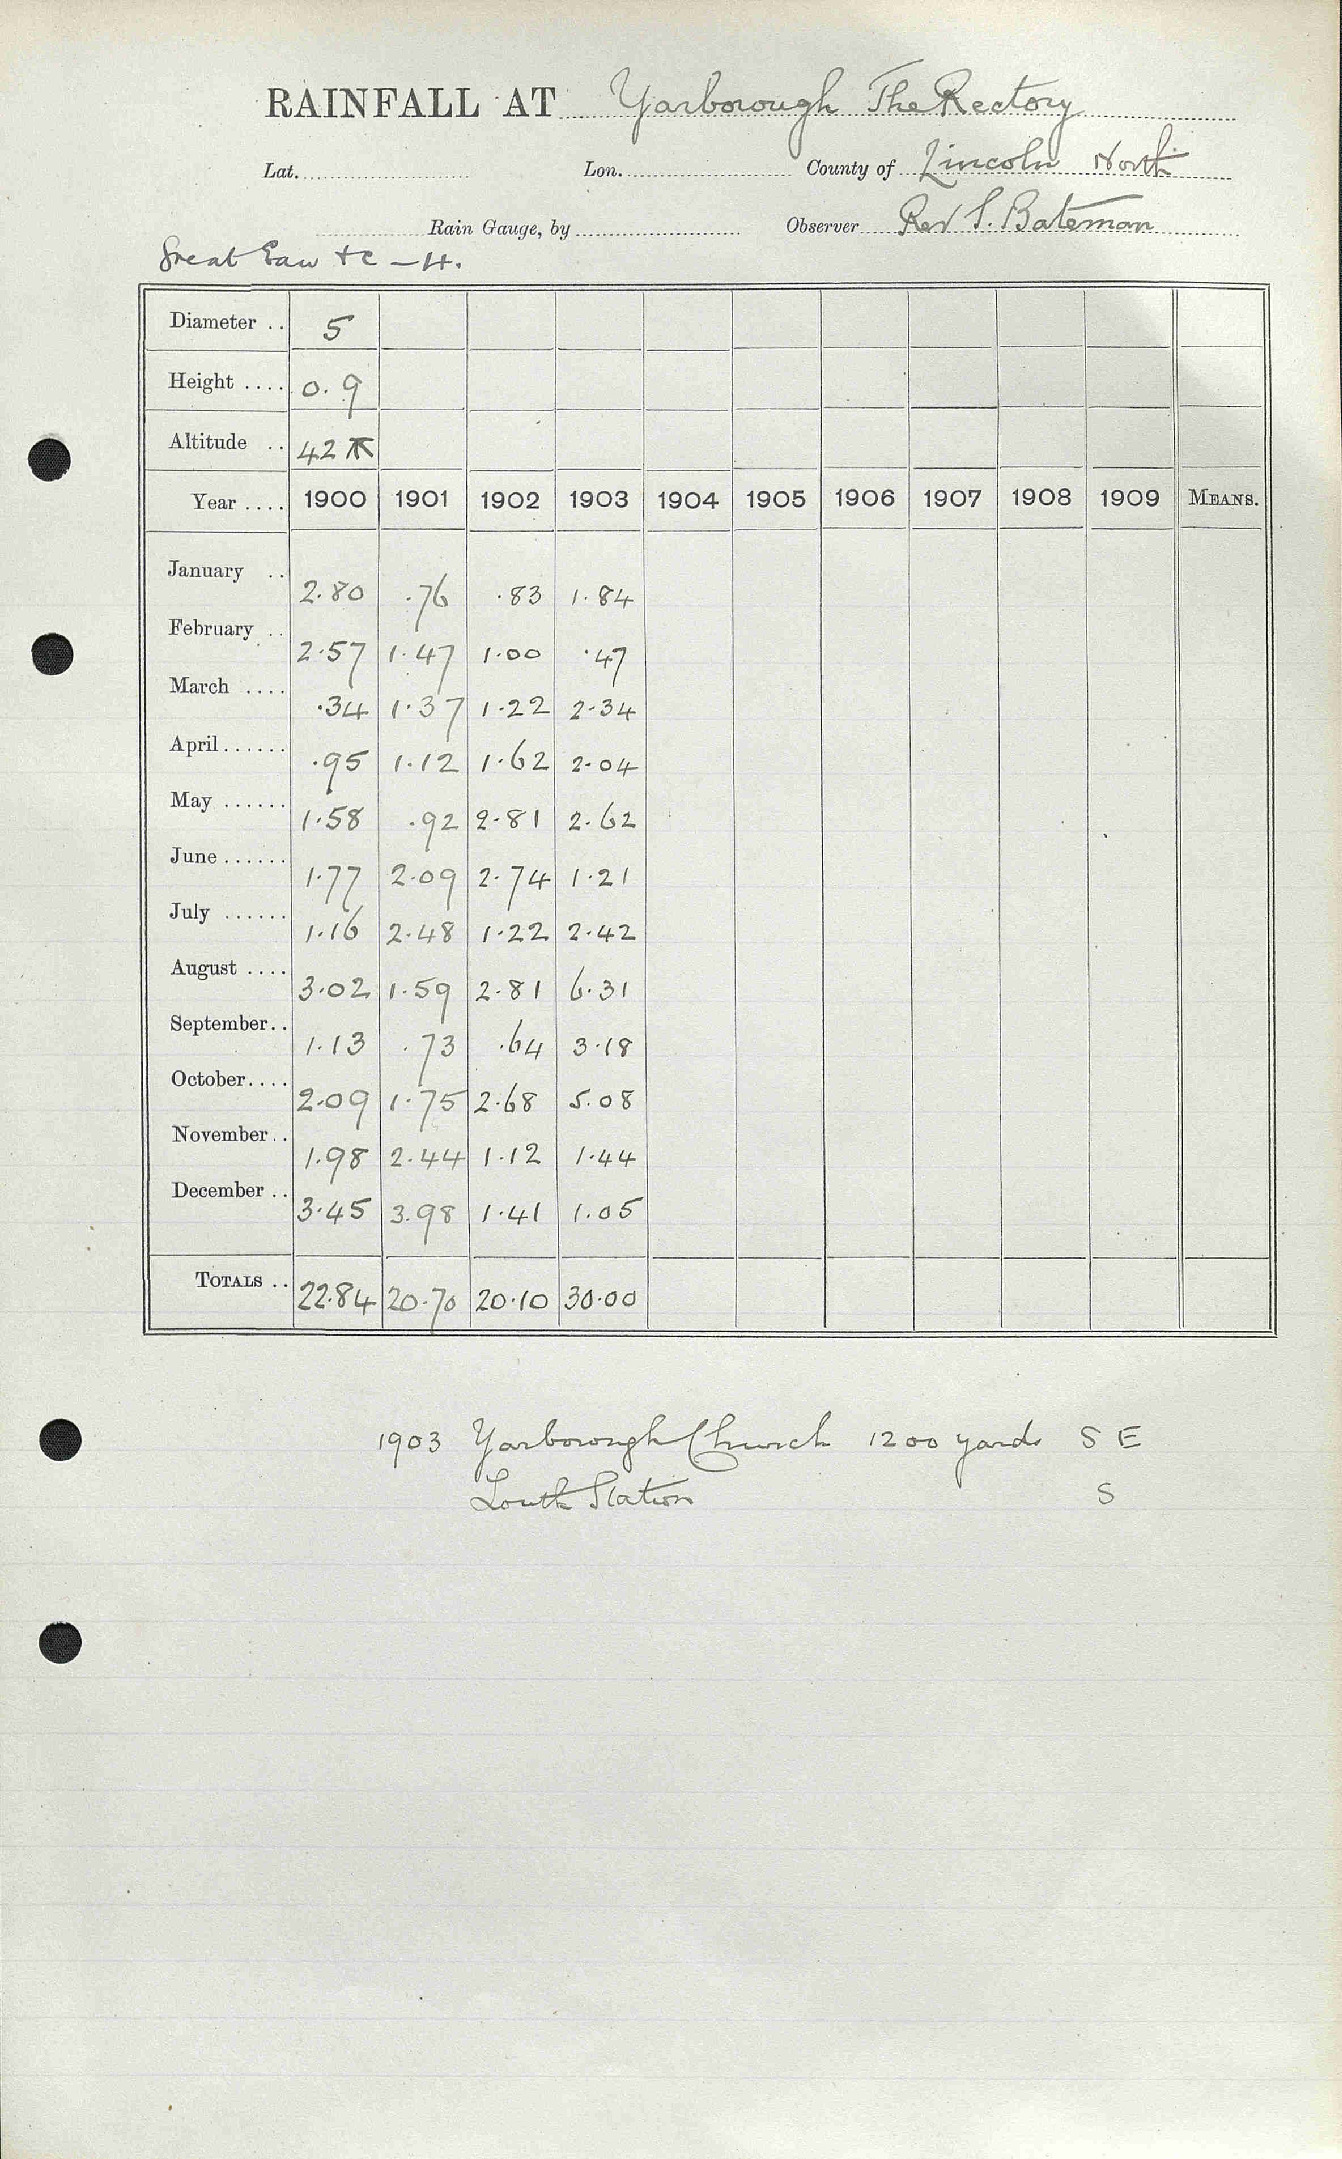 RAINFALL AT Yarborough The Rectory
Lat. Lon. County of Lincoln North
Rain Gauge, by Observer Rev S. Bateman
Great Eau &c — H.
Diameter .. 5
Height .... 0.9
Altitude .. 42
Year .... 1900 1901 1902 1903 1904 1905 1906 1907 1908 1909 MEANS.
January .. 2.80 .76 .83 1.84
February .. 2.57 1.47 1.00 .47
March .... .34 1.37 1.22 2.34
April ...... .95 1.12 1.62 2.04
May ...... 1.58 .92 2.81 2.62
June ...... 1.77 2.09 2.74 1.21
July ...... 1.16 2.48 1.22 2.42
August .... 3.02 1.59 2.81 6.31
September.. 1.13 .73 .64 3.18
October.... 2.09 1.75 2.68 5.08
November.. 1.98 2.44 1.12 1.44
December .. 3.45 3.98 1.41 1.05
TOTALS .. 22.84 20.70 20.10 30.00
1903 Yarborough Church 1200 yards S E
Louth Station S